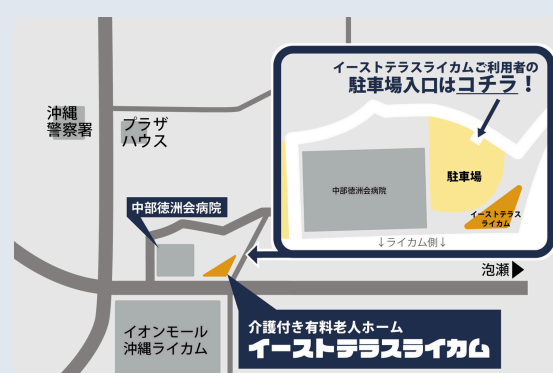 イーストテラスライカムご利用者の
駐車場入口はコチラ！
沖縄
警察署
プラザ
ハウス
中部徳洲会病院
駐車場
イーストテラス
ライカム
中部徳洲会病院
↓ライカム側↓
泡瀬▶
イオンモール
沖縄ライカム
介護付き有料老人ホーム
イーストテラスライカム